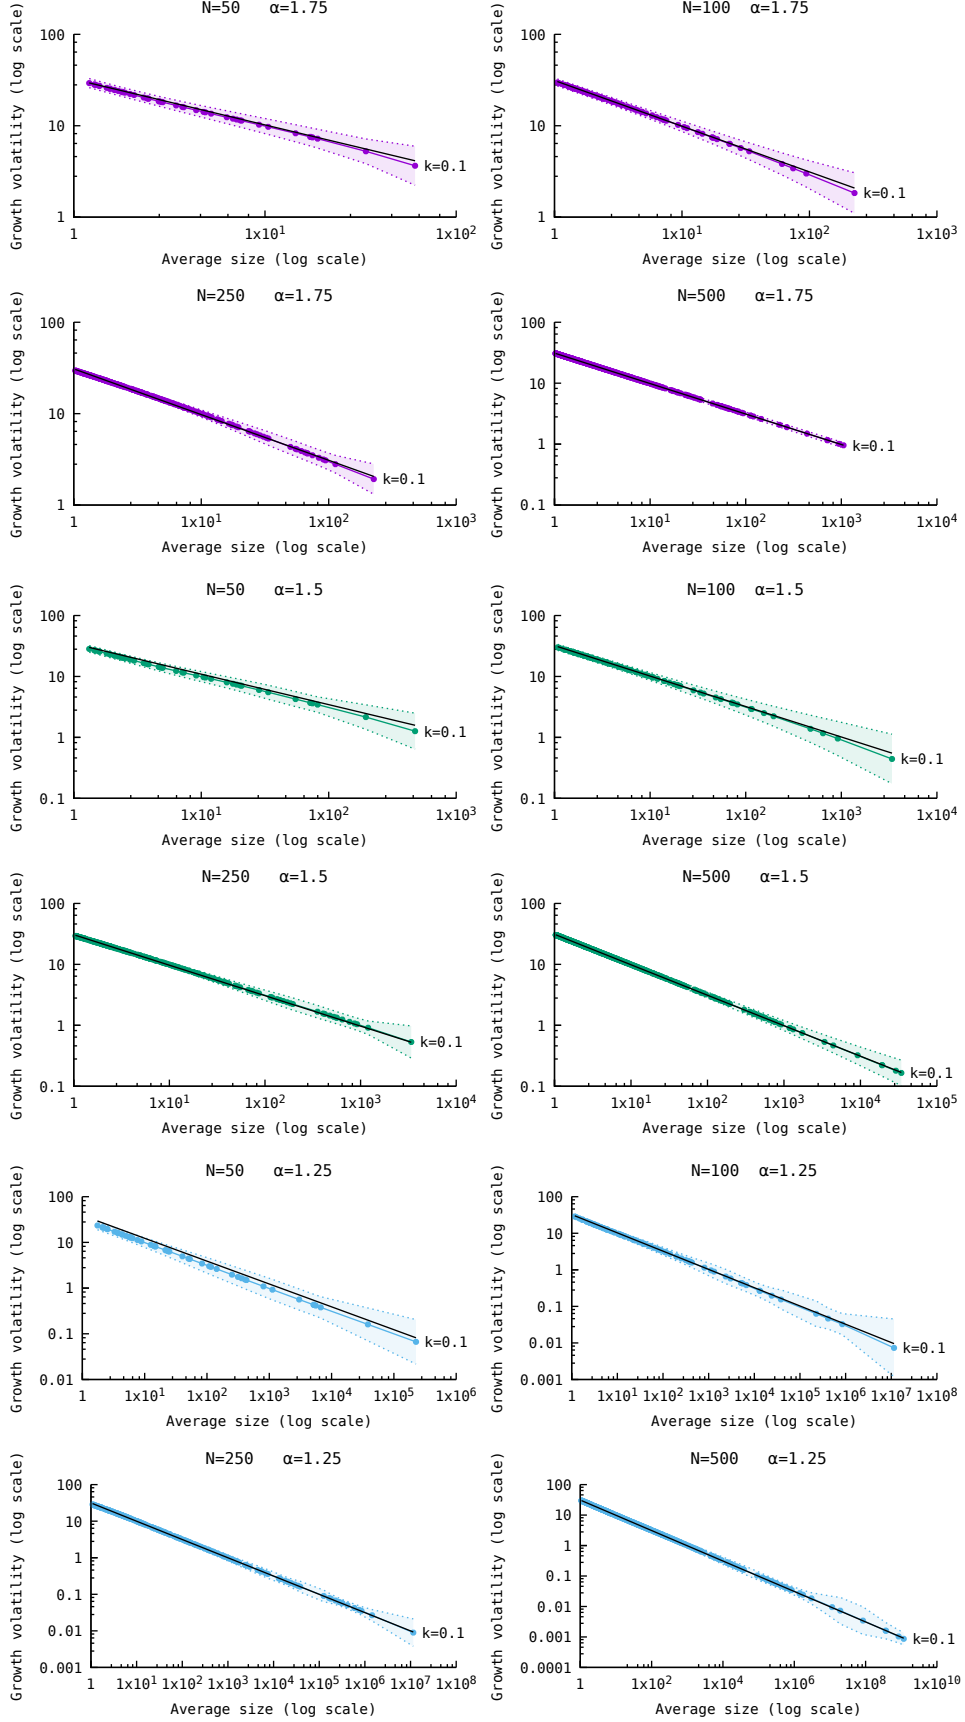 N=50 α=1.75
Growth volatility (log scale)
100
10
1
k=0.1
1 1x10¹ 1x10²
Average size (log scale)
N=100 α=1.75
Growth volatility (log scale)
100
10
1
k=0.1
1 1x10¹ 1x10² 1x10³
Average size (log scale)
N=250 α=1.75
Growth volatility (log scale)
100
10
1
k=0.1
1 1x10¹ 1x10² 1x10³
Average size (log scale)
N=500 α=1.75
Growth volatility (log scale)
100
10
1
0.1
k=0.1
1 1x10¹ 1x10² 1x10³ 1x10⁴
Average size (log scale)
N=50 α=1.5
Growth volatility (log scale)
100
10
1
0.1
k=0.1
1 1x10¹ 1x10² 1x10³
Average size (log scale)
N=100 α=1.5
Growth volatility (log scale)
100
10
1
0.1
k=0.1
1 1x10¹ 1x10² 1x10³ 1x10⁴
Average size (log scale)
N=250 α=1.5
Growth volatility (log scale)
100
10
1
0.1
k=0.1
1 1x10¹ 1x10² 1x10³ 1x10⁴
Average size (log scale)
N=500 α=1.5
Growth volatility (log scale)
100
10
1
0.1
k=0.1
1 1x10¹ 1x10² 1x10³ 1x10⁴ 1x10⁵
Average size (log scale)
N=50 α=1.25
Growth volatility (log scale)
100
10
1
0.1
0.01
k=0.1
1 1x10¹ 1x10² 1x10³ 1x10⁴ 1x10⁵ 1x10⁶
Average size (log scale)
N=100 α=1.25
Growth volatility (log scale)
100
10
1
0.1
0.01
0.001
k=0.1
1 1x10¹ 1x10² 1x10³ 1x10⁴ 1x10⁵ 1x10⁶ 1x10⁷ 1x10⁸
Average size (log scale)
N=250 α=1.25
Growth volatility (log scale)
100
10
1
0.1
0.01
0.001
k=0.1
1 1x10¹ 1x10² 1x10³ 1x10⁴ 1x10⁵ 1x10⁶ 1x10⁷ 1x10⁸
Average size (log scale)
N=500 α=1.25
Growth volatility (log scale)
100
10
1
0.1
0.01
0.001
0.0001
k=0.1
1 1x10² 1x10⁴ 1x10⁶ 1x10⁸ 1x10¹⁰
Average size (log scale)